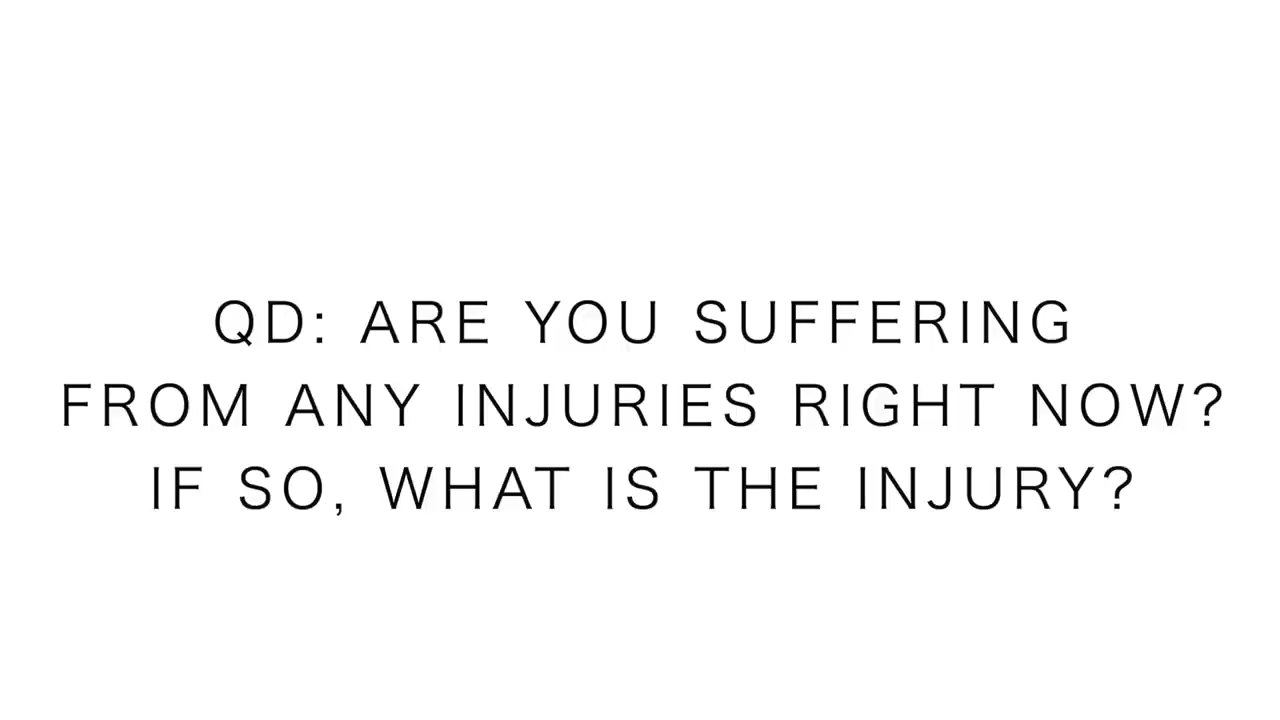 QD: ARE YOU SUFFERING
FROM ANY INJURIES RIGHT NOW?
IF SO, WHAT IS THE INJURY?